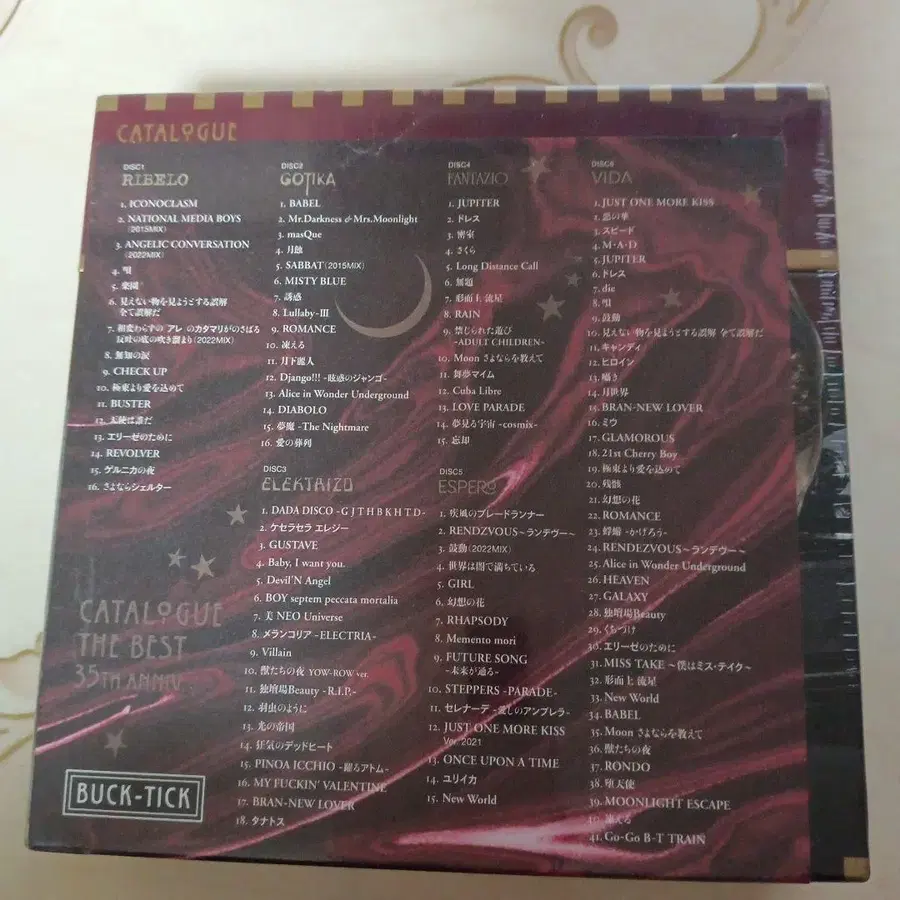 CATALOGUE
DISC1
RIBELO
1. ICONOCLASM
2. NATIONAL MEDIA BOYS
(2015MIX)
3. ANGELIC CONVERSATION
(2022MIX)
4. 唄
5. 楽園
6. 見えない物を見ようとする誤解
全て誤解だ
7. 相変わらずの「アレ」のカタマリがのさばる
反吐の底の吹き溜まり(2022MIX)
8. 無知の涙
9. CHECK UP
10. 極東より愛を込めて
11. BUSTER
12. 天使は誰だ
13. エリーゼのために
14. REVOLVER
15. ゲルニカの夜
16. さよならシェルター
DISC2
GOTIKA
1. BABEL
2. Mr.Darkness & Mrs.Moonlight
3. masQue
4. 月蝕
5. SABBAT(2015MIX)
6. MISTY BLUE
7. 誘惑
8. Lullaby-III
9. ROMANCE
10. 凍える
11. 月下麗人
12. Django!!! -眩惑のジャンゴ-
13. Alice in Wonder Underground
14. DIABOLO
15. 夢魔 -The Nightmare
16. 愛の葬列
DISC3
ELEKTRIZO
1. DADA DISCO -G J T H B K H T D-
2. ケセラセラ エレジー
3. GUSTAVE
4. Baby, I want you.
5. Devil'N Angel
6. BOY septem peccata mortalia
7. 美 NEO Universe
8. メランコリア -ELECTRIA-
9. Villain
10. 獣たちの夜 YOW-ROW ver.
11. 独壇場Beauty -R.I.P.-
12. 羽虫のように
13. 光の帝国
14. 狂気のデッドヒート
15. PINOA ICCHIO -躍るアトム-
16. MY FUCKIN' VALENTINE
17. BRAN-NEW LOVER
18. タナトス
DISC4
FANTAZIO
1. JUPITER
2. ドレス
3. 密室
4. さくら
5. Long Distance Call
6. 無題
7. 形而上 流星
8. RAIN
9. 禁じられた遊び
-ADULT CHILDREN-
10. Moon さよならを教えて
11. 舞夢マイム
12. Cuba Libre
13. LOVE PARADE
14. 夢見る宇宙 -cosmix-
15. 忘却
DISC5
ESPERO
1. 疾風のブレードランナー
2. RENDEZVOUS~ランデヴー~
3. 鼓動(2022MIX)
4. 世界は闇で満ちている
5. GIRL
6. 幻想の花
7. RHAPSODY
8. Memento mori
9. FUTURE SONG
-未来が通る-
10. STEPPERS -PARADE-
11. セレナーデ -愛しのアンブレラ-
12. JUST ONE MORE KISS
Ver. 2021
13. ONCE UPON A TIME
14. ユリイカ
15. New World
DISC6
VIDA
1. JUST ONE MORE KISS
2. 悪の華
3. スピード
4. M・A・D
5. JUPITER
6. ドレス
7. die
8. 唄
9. 鼓動
10. 見えない物を見ようとする誤解 全て誤解だ
11. キャンディ
12. ヒロイン
13. 囁き
14. 月世界
15. BRAN-NEW LOVER
16. ミウ
17. GLAMOROUS
18. 21st Cherry Boy
19. 極東より愛を込めて
20. 残骸
21. 幻想の花
22. ROMANCE
23. 蜉蝣 -かげろう-
24. RENDEZVOUS~ランデヴー~
25. Alice in Wonder Underground
26. HEAVEN
27. GALAXY
28. 独壇場Beauty
29. くちづけ
30. エリーゼのために
31. MISS TAKE ~僕はミス・テイク~
32. 形而上 流星
33. New World
34. BABEL
35. Moon さよならを教えて
36. 獣たちの夜
37. RONDO
38. 堕天使
39. MOONLIGHT ESCAPE
40. 凍える
41. Go-Go B-T TRAIN
CATALOGUE
THE BEST
35TH ANNIV.
BUCK-TICK